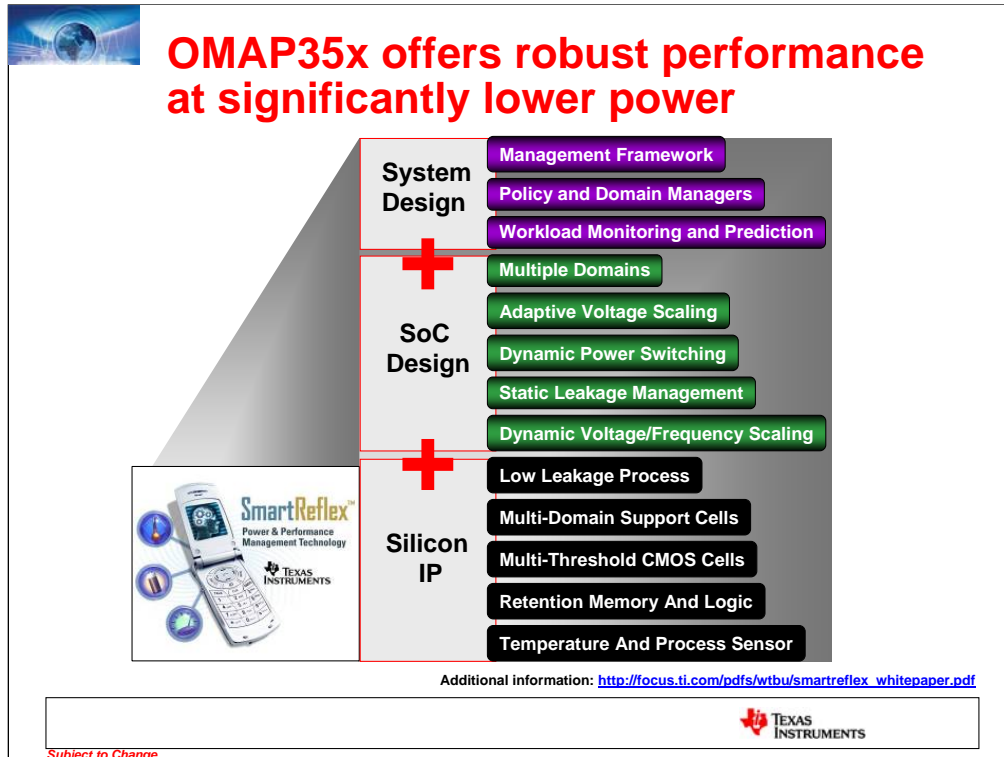 OMAP35x offers robust performance
at significantly lower power
System
Design
Management Framework
Policy and Domain Managers
Workload Monitoring and Prediction
SoC
Design
Multiple Domains
Adaptive Voltage Scaling
Dynamic Power Switching
Static Leakage Management
Dynamic Voltage/Frequency Scaling
Silicon
IP
Low Leakage Process
Multi-Domain Support Cells
Multi-Threshold CMOS Cells
Retention Memory And Logic
Temperature And Process Sensor
SmartReflex™
Power & Performance
Management Technology
TEXAS
INSTRUMENTS
Additional information: http://focus.ti.com/pdfs/wtbu/smartreflex_whitepaper.pdf
TEXAS
INSTRUMENTS
Subject to Change